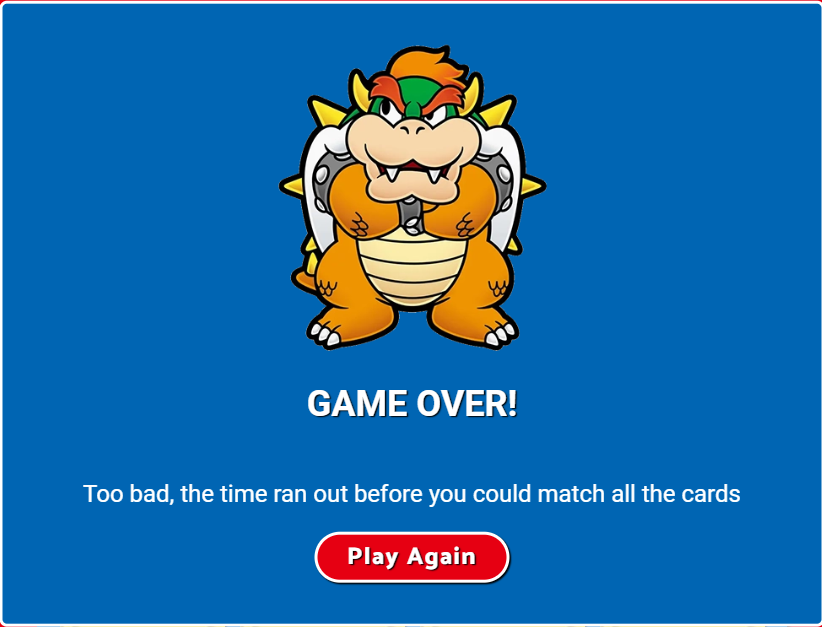 GAME OVER!
Too bad, the time ran out before you could match all the cards
Play Again